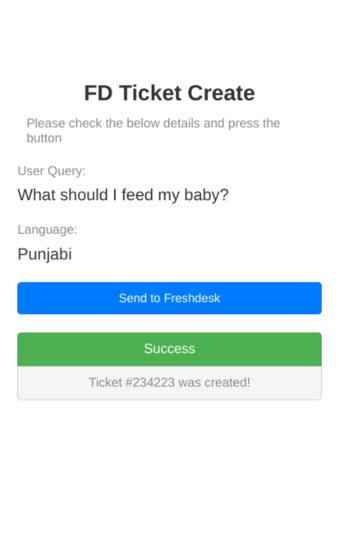 FD Ticket Create
Please check the below details and press the
button
User Query:
What should I feed my baby?
Language:
Punjabi
Send to Freshdesk
Success
Ticket #234223 was created!